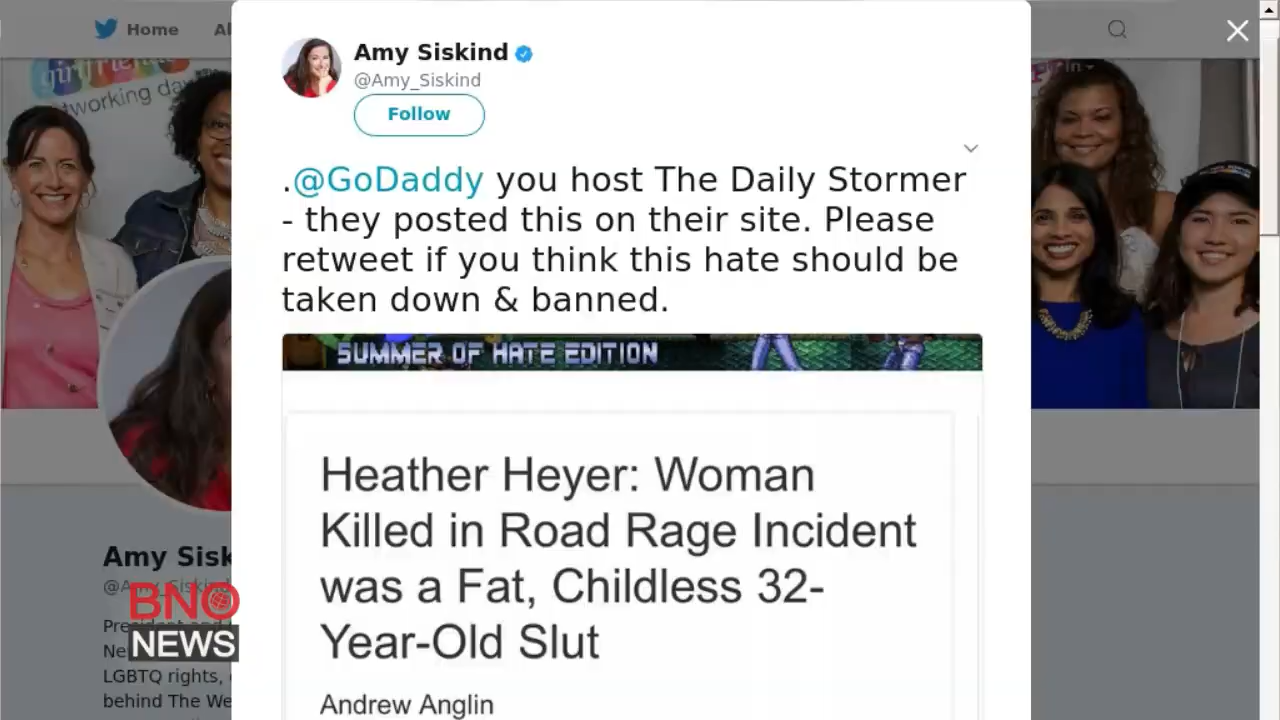 girlfriend
networking day
Home
Amy Siskind
@Amy_Siskind
Follow
.@GoDaddy you host The Daily Stormer
- they posted this on their site. Please
retweet if you think this hate should be
taken down & banned.
SUMMER OF HATE EDITION
Heather Heyer: Woman
Killed in Road Rage Incident
was a Fat, Childless 32-
Year-Old Slut
Andrew Anglin
Amy Sisk
BNO
NEWS
LGBTQ rights,
behind The We